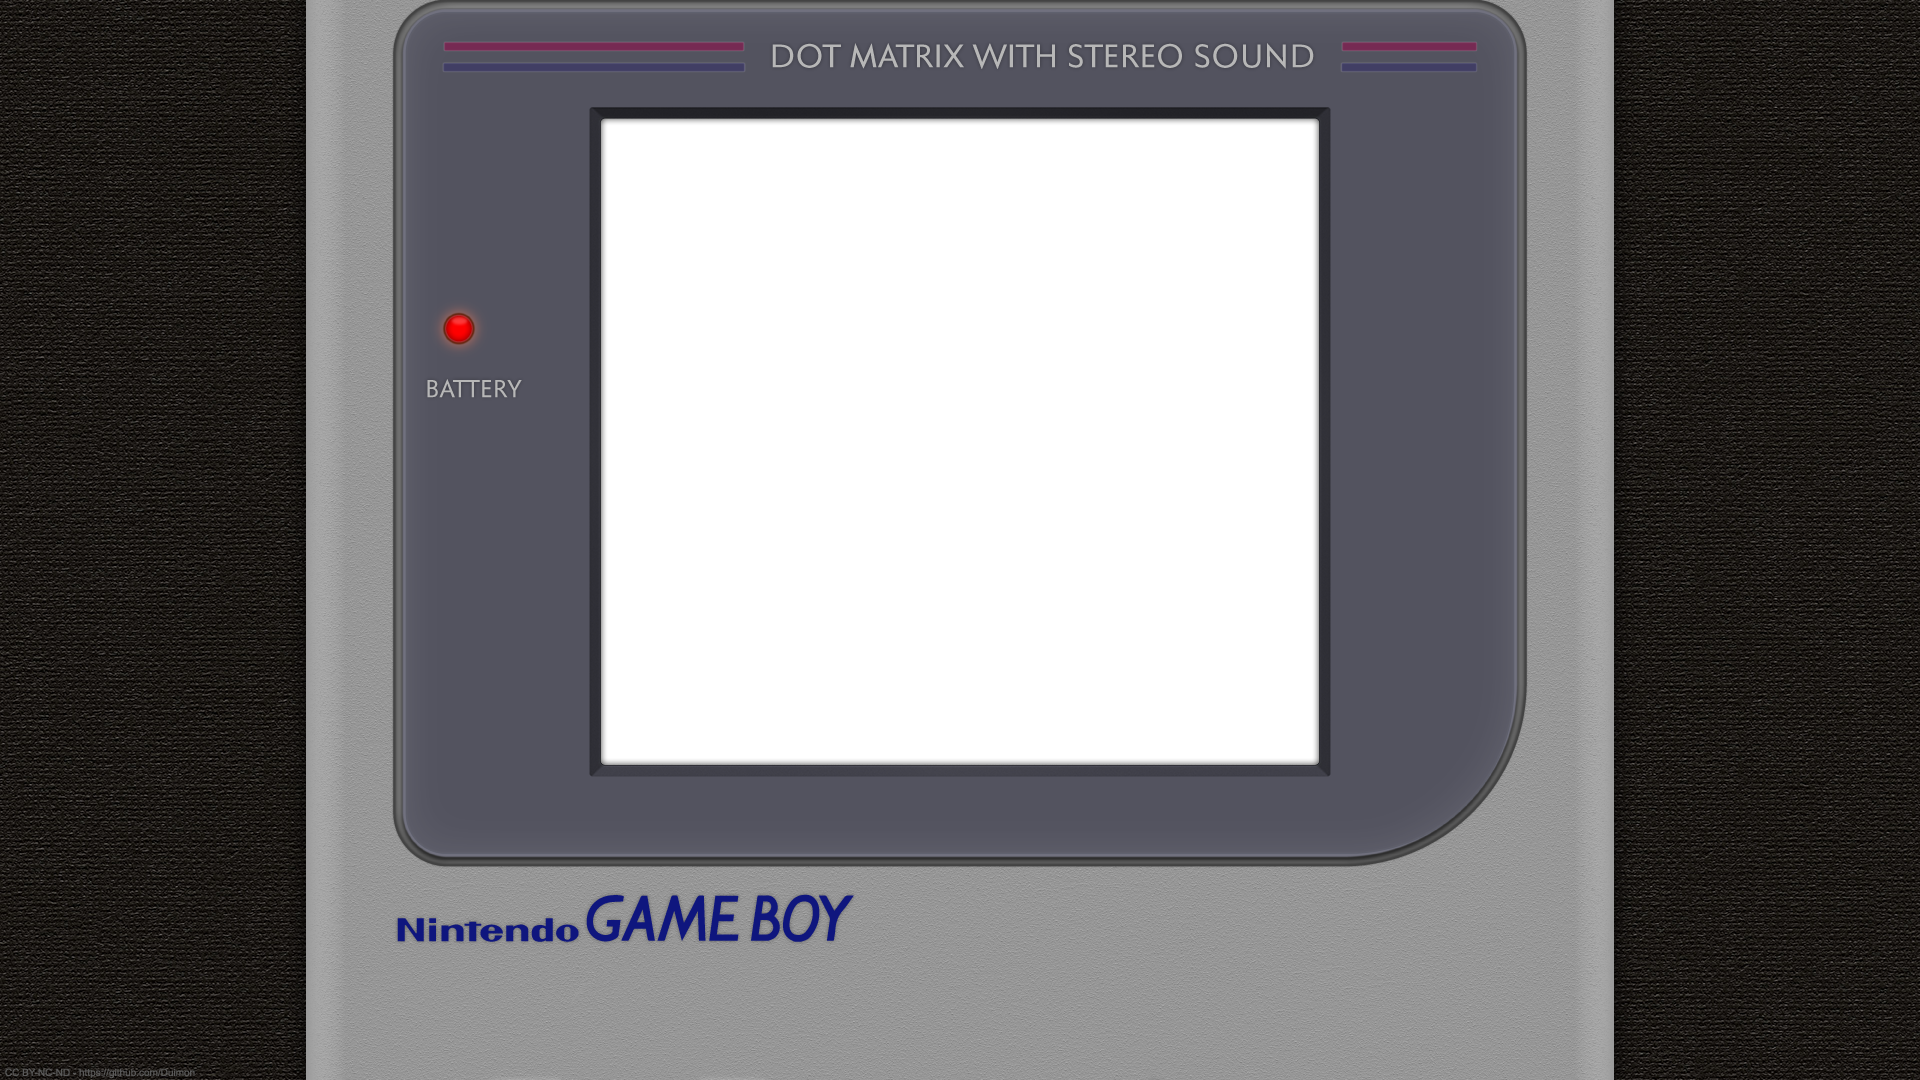 DOT MATRIX WITH STEREO SOUND
BATTERY
Nintendo GAME BOY
CC BY-NC-ND - https://github.com/Duimon